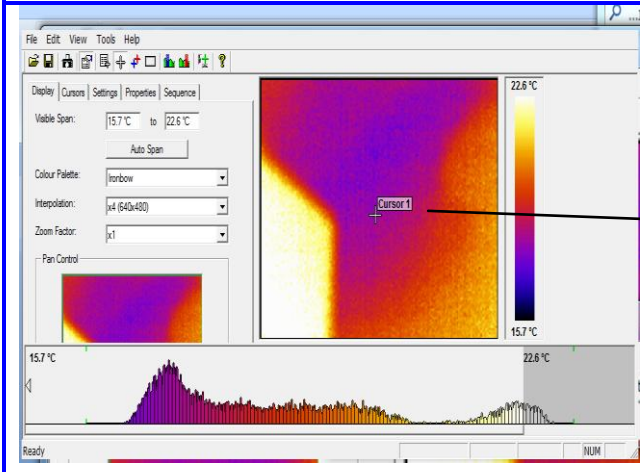 File Edit View Tools Help
Display Cursors Settings Properties Sequence
Visible Span: 15.7 °C to 22.6 °C
Auto Span
Colour Palette: Ironbow
Interpolation: x4 (640x480)
Zoom Factor: x1
Pan Control
22.6 °C
Cursor 1
15.7 °C
15.7 °C 22.6 °C
Ready NUM